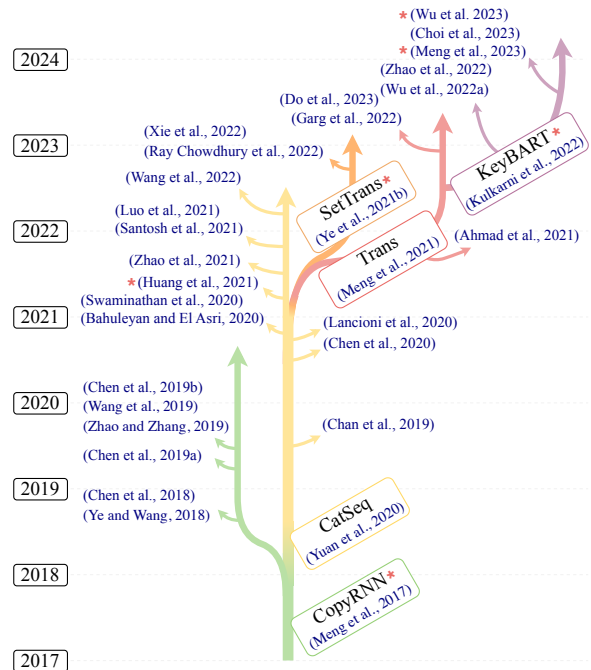 * (Wu et al. 2023)
(Choi et al., 2023)
* (Meng et al., 2023)
2024
(Zhao et al., 2022)
(Wu et al., 2022a)
(Do et al., 2023)
(Garg et al., 2022)
(Xie et al., 2022)
(Ray Chowdhury et al., 2022)
2023
KeyBART *
(Kulkarni et al., 2022)
(Wang et al., 2022)
SetTrans *
(Ye et al., 2021b)
(Luo et al., 2021)
(Santosh et al., 2021)
2022
Trans
(Meng et al., 2021)
(Ahmad et al., 2021)
(Zhao et al., 2021)
* (Huang et al., 2021)
(Swaminathan et al., 2020)
(Bahuleyan and El Asri, 2020)
2021
(Lancioni et al., 2020)
(Chen et al., 2020)
(Chen et al., 2019b)
(Wang et al., 2019)
(Zhao and Zhang, 2019)
2020
(Chan et al., 2019)
(Chen et al., 2019a)
2019
(Chen et al., 2018)
(Ye and Wang, 2018)
CatSeq
(Yuan et al., 2020)
2018
CopyRNN *
(Meng et al., 2017)
2017